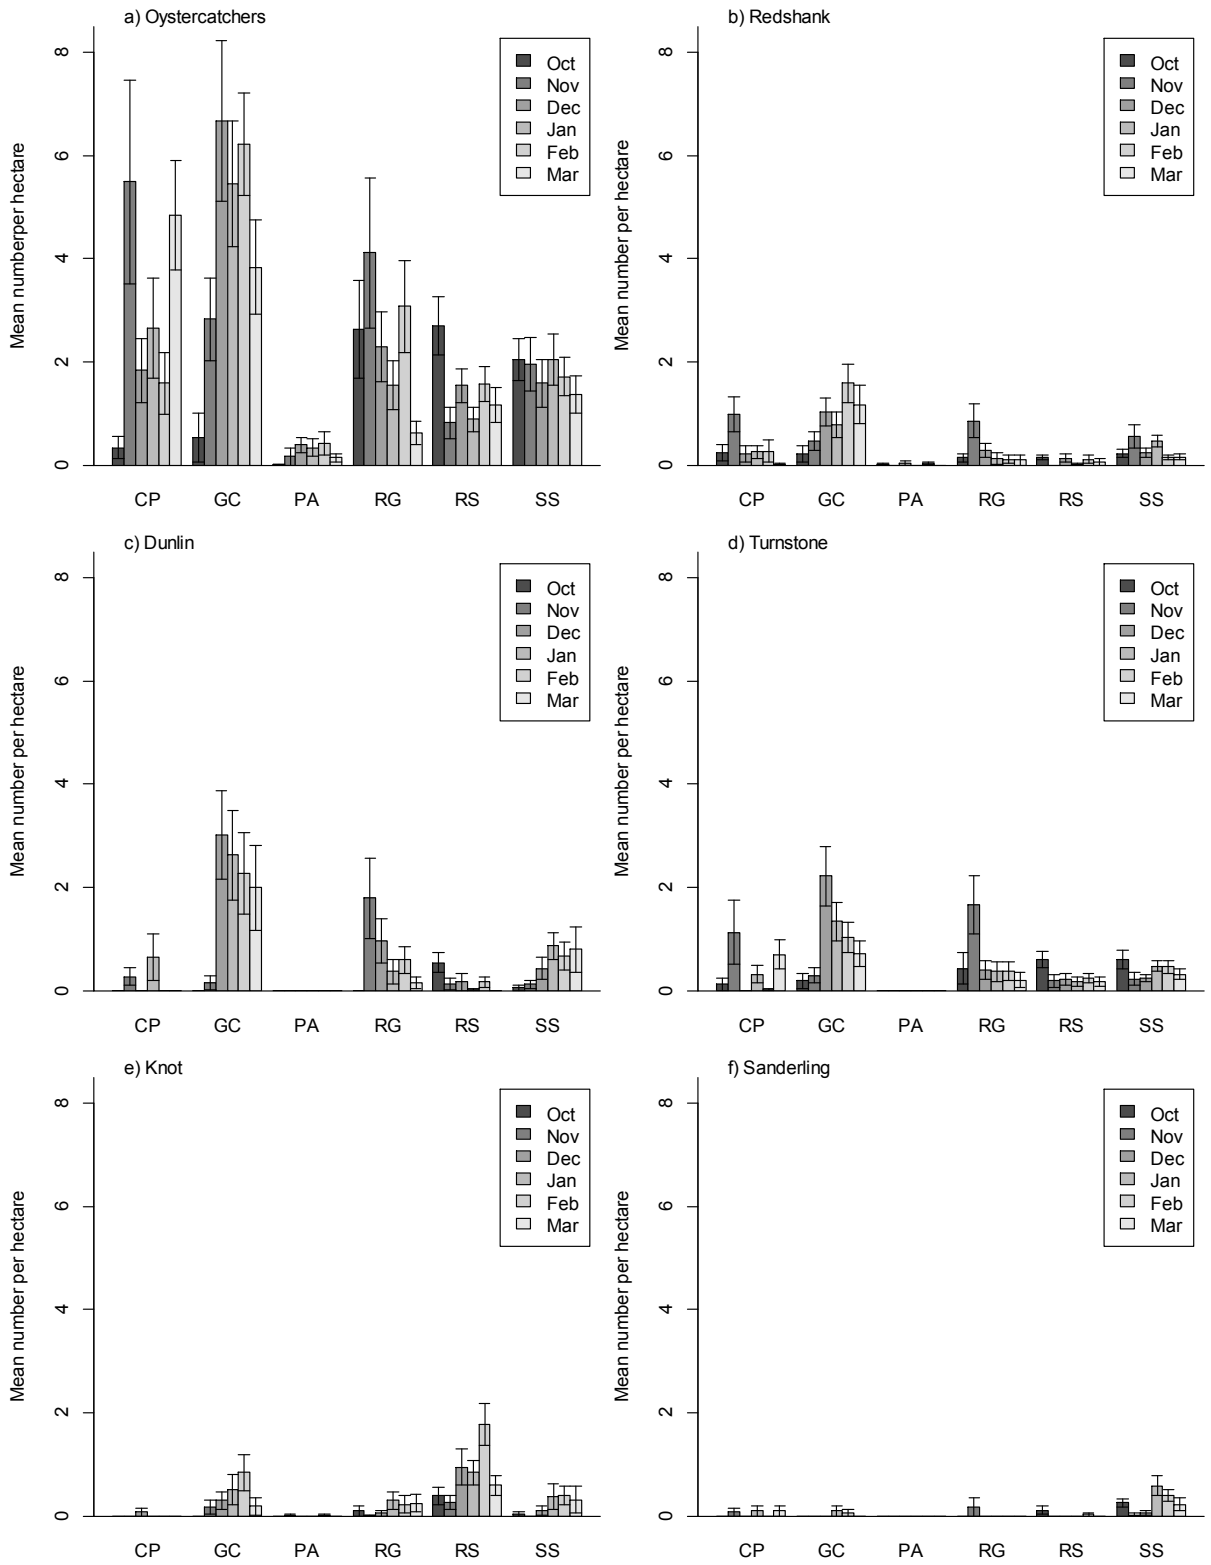 a) Oystercatchers
Mean numberper hectare
8
6
4
2
0
Oct
Nov
Dec
Jan
Feb
Mar
CP GC PA RG RS SS
b) Redshank
Mean number per hectare
8
6
4
2
0
Oct
Nov
Dec
Jan
Feb
Mar
CP GC PA RG RS SS
c) Dunlin
Mean number per hectare
8
6
4
2
0
Oct
Nov
Dec
Jan
Feb
Mar
CP GC PA RG RS SS
d) Turnstone
Mean number per hectare
8
6
4
2
0
Oct
Nov
Dec
Jan
Feb
Mar
CP GC PA RG RS SS
e) Knot
Mean number per hectare
8
6
4
2
0
Oct
Nov
Dec
Jan
Feb
Mar
CP GC PA RG RS SS
f) Sanderling
Mean number per hectare
8
6
4
2
0
Oct
Nov
Dec
Jan
Feb
Mar
CP GC PA RG RS SS